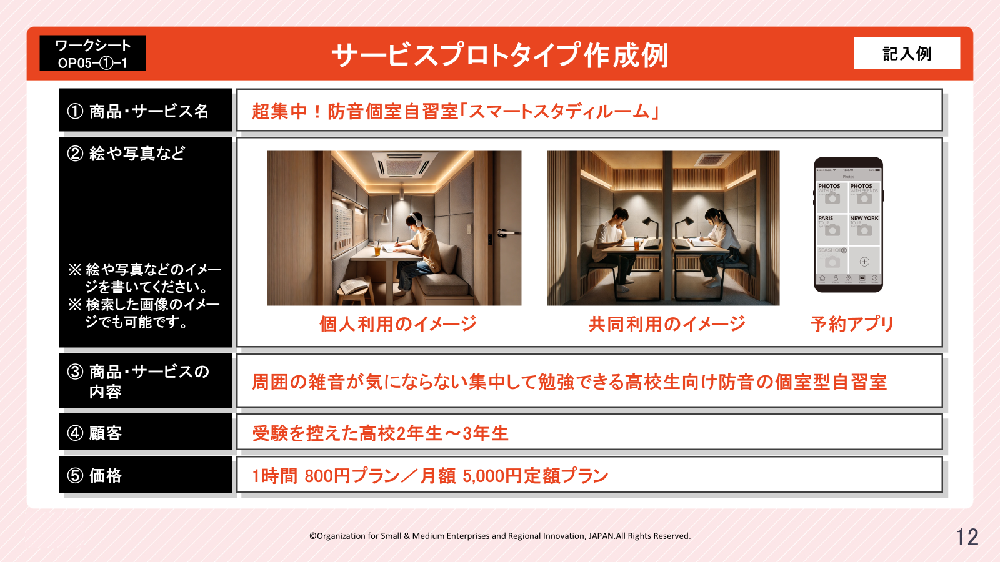 ワークシート
OP05-①-1
サービスプロトタイプ作成例
記入例
① 商品・サービス名
超集中！防音個室自習室「スマートスタディルーム」
② 絵や写真など
※ 絵や写真などのイメー
ジを書いてください。
※ 検索した画像のイメー
ジでも可能です。
Photos
PHOTOS
WITH ME
PHOTOS
WITH FRIENDS
PARIS
TOUR
NEW YORK
TOUR
個人利用のイメージ
共同利用のイメージ
予約アプリ
③ 商品・サービスの
内容
周囲の雑音が気にならない集中して勉強できる高校生向け防音の個室型自習室
④ 顧客
受験を控えた高校2年生～3年生
⑤ 価格
1時間 800円プラン／月額 5,000円定額プラン
©Organization for Small & Medium Enterprises and Regional Innovation, JAPAN.All Rights Reserved.
12